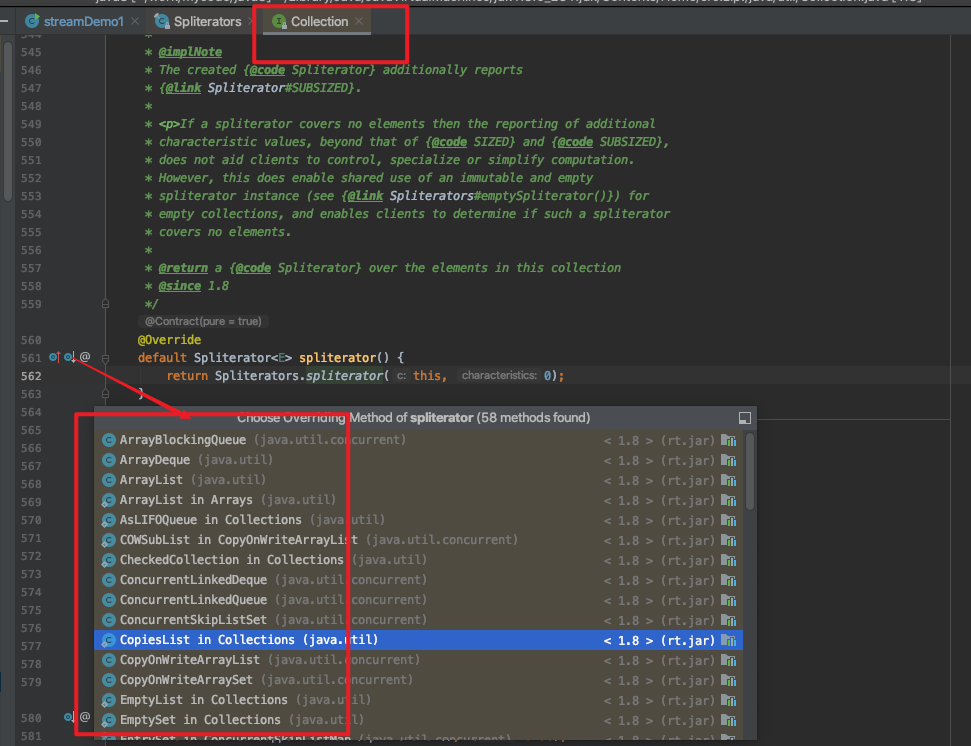 streamDemo1 × Spliterators × Collection ×
544 *
545 * @implNote
546 * The created {@code Spliterator} additionally reports
547 * {@link Spliterator#SUBSIZED}.
548 *
549 * <p>If a spliterator covers no elements then the reporting of additional
550 * characteristic values, beyond that of {@code SIZED} and {@code SUBSIZED},
551 * does not aid clients to control, specialize or simplify computation.
552 * However, this does enable shared use of an immutable and empty
553 * spliterator instance (see {@link Spliterators#emptySpliterator()}) for
554 * empty collections, and enables clients to determine if such a spliterator
555 * covers no elements.
556 *
557 * @return a {@code Spliterator} over the elements in this collection
558 * @since 1.8
559 */
@Contract(pure = true)
560 @Override
561 @ default Spliterator<E> spliterator() {
562 return Spliterators.spliterator( c: this, characteristics: 0);
563 }
564 Choose Overriding Method of spliterator (58 methods found)
565 C ArrayBlockingQueue (java.util.concurrent) < 1.8 > (rt.jar)
566 C ArrayDeque (java.util) < 1.8 > (rt.jar)
567 C ArrayList (java.util) < 1.8 > (rt.jar)
568
569 C ArrayList in Arrays (java.util) < 1.8 > (rt.jar)
570 C AsLIFOQueue in Collections (java.util) < 1.8 > (rt.jar)
571 C COWSubList in CopyOnWriteArrayList (java.util.concurrent) < 1.8 > (rt.jar)
572 C CheckedCollection in Collections (java.util) < 1.8 > (rt.jar)
573 C ConcurrentLinkedDeque (java.util.concurrent) < 1.8 > (rt.jar)
574
575 C ConcurrentLinkedQueue (java.util.concurrent) < 1.8 > (rt.jar)
576 C ConcurrentSkipListSet (java.util.concurrent) < 1.8 > (rt.jar)
577 C CopiesList in Collections (java.util) < 1.8 > (rt.jar)
578 C CopyOnWriteArrayList (java.util.concurrent) < 1.8 > (rt.jar)
579 C CopyOnWriteArraySet (java.util.concurrent) < 1.8 > (rt.jar)
C EmptyList in Collections (java.util) < 1.8 > (rt.jar)
580 @ C EmptySet in Collections (java.util) < 1.8 > (rt.jar)
581 EntrySet in ConcurrentSkipListMap (java.util.concurrent)